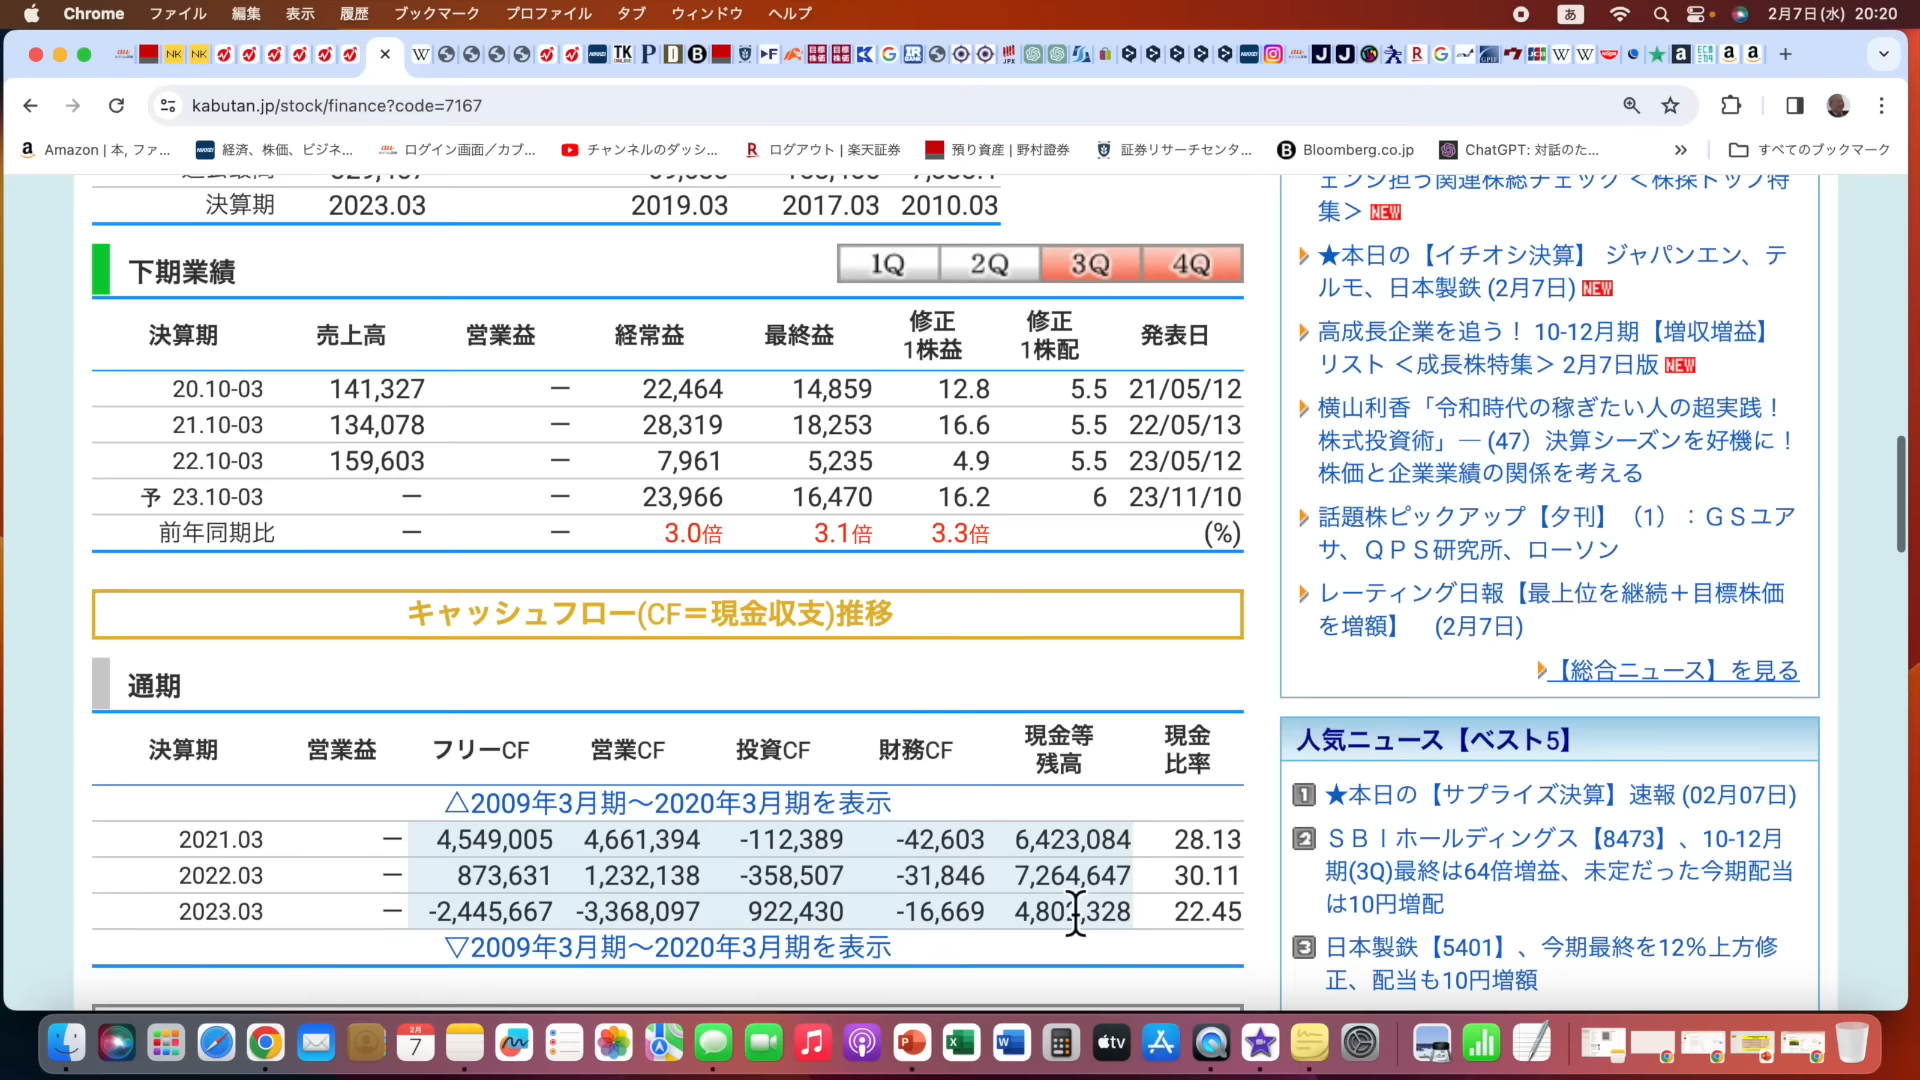 Chrome ファイル 編集 表示 履歴 ブックマーク プロファイル タブ ウィンドウ ヘルプ あ 2月7日(水) 20:20
kabutan.jp/stock/finance?code=7167
Amazon | 本, ファ... 経済、株価、ビジネ... ログイン画面／カブ... チャンネルのダッシ... ログアウト | 楽天証券 預り資産 | 野村證券 証券リサーチセンタ... Bloomberg.co.jp ChatGPT: 対話のた... » すべてのブックマーク
決算期 2023.03 2019.03 2017.03 2010.03
下期業績 1Q 2Q 3Q 4Q
決算期 売上高 営業益 経常益 最終益 修正1株益 修正1株配 発表日
20.10-03 141,327 － 22,464 14,859 12.8 5.5 21/05/12
21.10-03 134,078 － 28,319 18,253 16.6 5.5 22/05/13
22.10-03 159,603 － 7,961 5,235 4.9 5.5 23/05/12
予 23.10-03 － － 23,966 16,470 16.2 6 23/11/10
前年同期比 － － 3.0倍 3.1倍 3.3倍 (%)
キャッシュフロー(CF＝現金収支)推移
通期
決算期 営業益 フリーCF 営業CF 投資CF 財務CF 現金等残高 現金比率
△2009年3月期～2020年3月期を表示
2021.03 － 4,549,005 4,661,394 -112,389 -42,603 6,423,084 28.13
2022.03 － 873,631 1,232,138 -358,507 -31,846 7,264,647 30.11
2023.03 － -2,445,667 -3,368,097 922,430 -16,669 22.45
▽2009年3月期～2020年3月期を表示
ェンジ担う関連株総チェック ＜株探トップ特
集＞ NEW
★本日の【イチオシ決算】 ジャパンエン、テ
ルモ、日本製鉄 (2月7日) NEW
高成長企業を追う！ 10-12月期【増収増益】
リスト ＜成長株特集＞ 2月7日版 NEW
横山利香「令和時代の稼ぎたい人の超実践！
株式投資術」― (47）決算シーズンを好機に！
株価と企業業績の関係を考える
話題株ピックアップ【夕刊】（1）：ＧＳユア
サ、ＱＰＳ研究所、ローソン
レーティング日報【最上位を継続＋目標株価
を増額】 (2月7日)
【総合ニュース】を見る
人気ニュース【ベスト5】
1 ★本日の【サプライズ決算】速報 (02月07日)
2 ＳＢＩホールディングス【8473】、10-12月
期(3Q)最終は64倍増益、未定だった今期配当
は10円増配
3 日本製鉄【5401】、今期最終を12％上方修
正、配当も10円増額